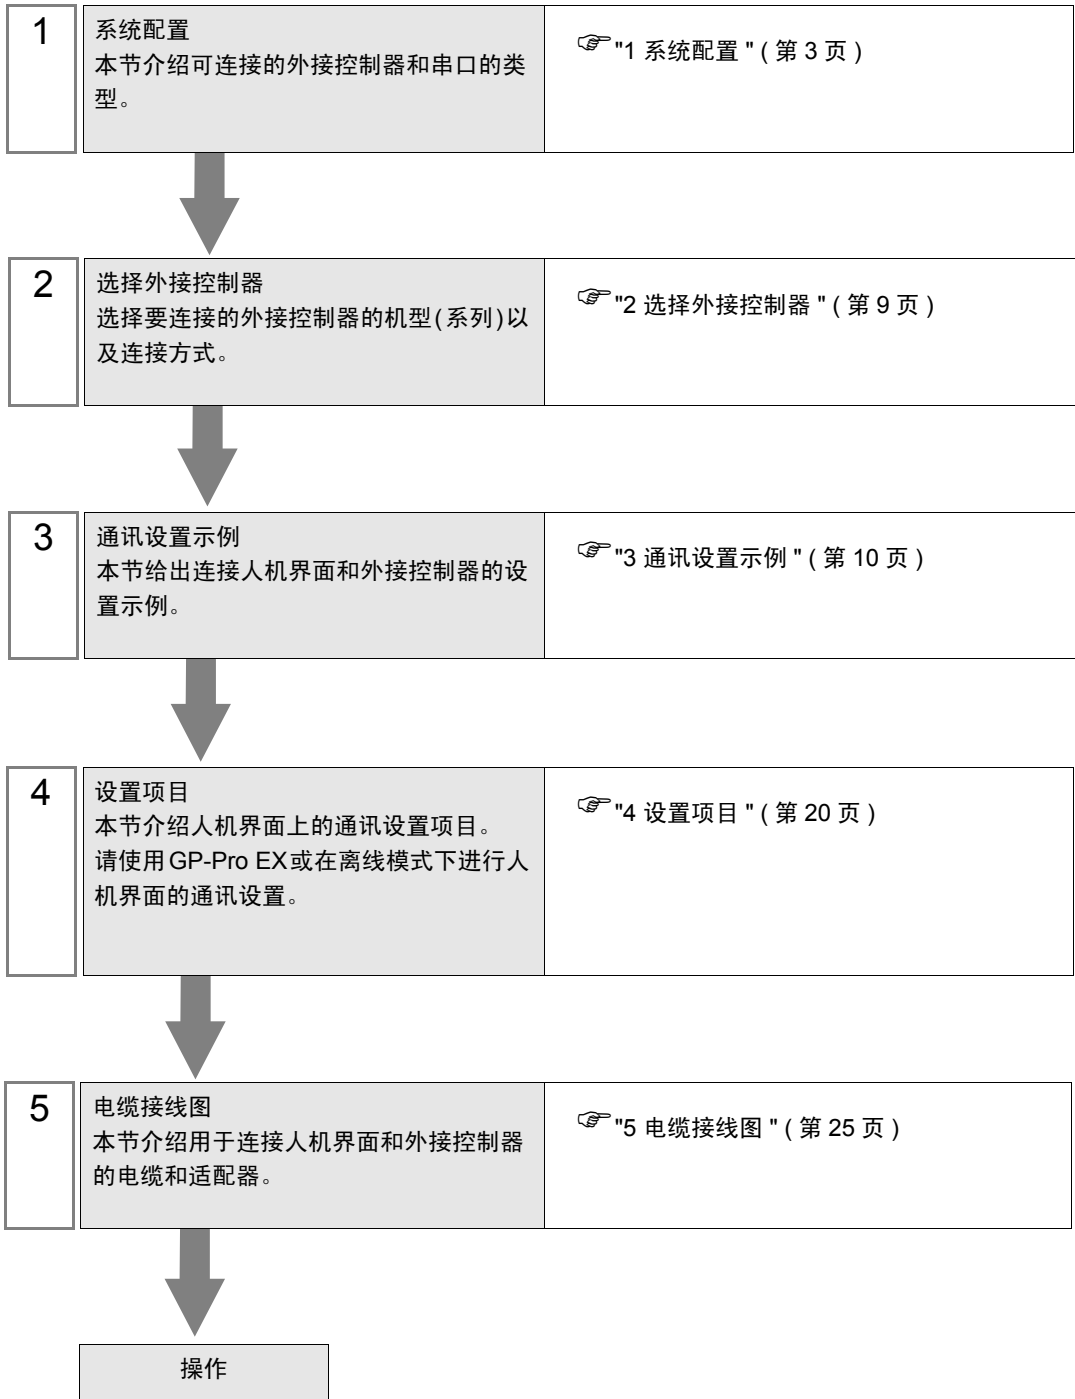 1
系统配置
本节介绍可连接的外接控制器和串口的类
型。
☞"1 系统配置 " ( 第 3 页 )
2
选择外接控制器
选择要连接的外接控制器的机型(系列)以
及连接方式。
☞"2 选择外接控制器 " ( 第 9 页 )
3
通讯设置示例
本节给出连接人机界面和外接控制器的设
置示例。
☞"3 通讯设置示例 " ( 第 10 页 )
4
设置项目
本节介绍人机界面上的通讯设置项目。
请使用GP-Pro EX或在离线模式下进行人
机界面的通讯设置。
☞"4 设置项目 " ( 第 20 页 )
5
电缆接线图
本节介绍用于连接人机界面和外接控制器
的电缆和适配器。
☞"5 电缆接线图 " ( 第 25 页 )
操作